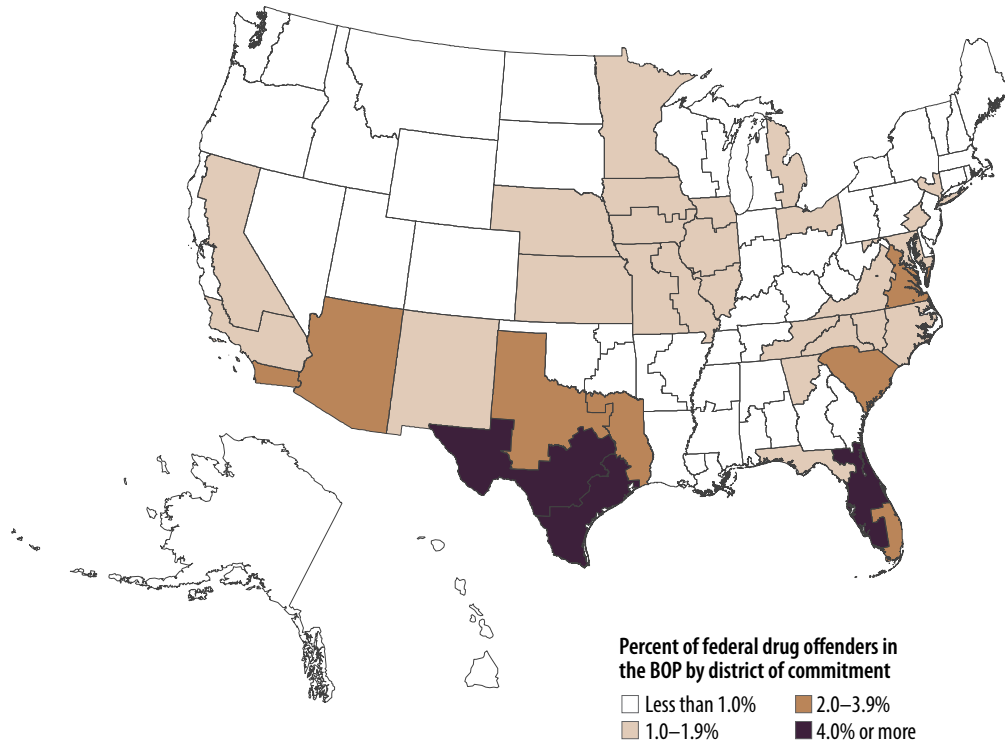 Percent of federal drug offenders in
the BOP by district of commitment
Less than 1.0%
2.0–3.9%
1.0–1.9%
4.0% or more